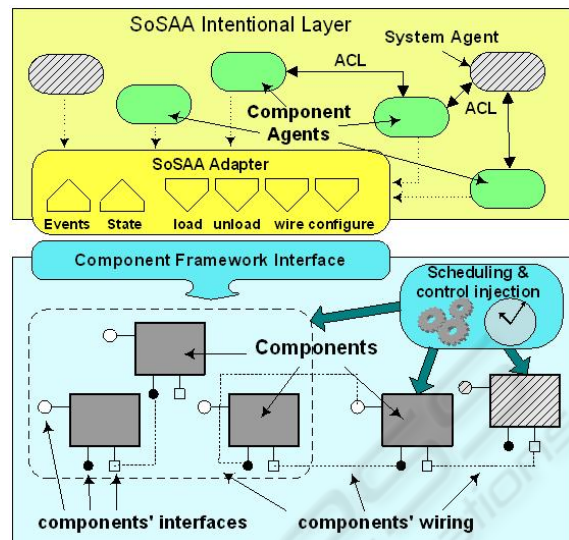 SoSAA Intentional Layer
System Agent
ACL
Component
Agents
ACL
SoSAA Adapter
Events State load unload wire configure
Component Framework Interface
Scheduling &
control injection
Components
components' interfaces
components' wiring